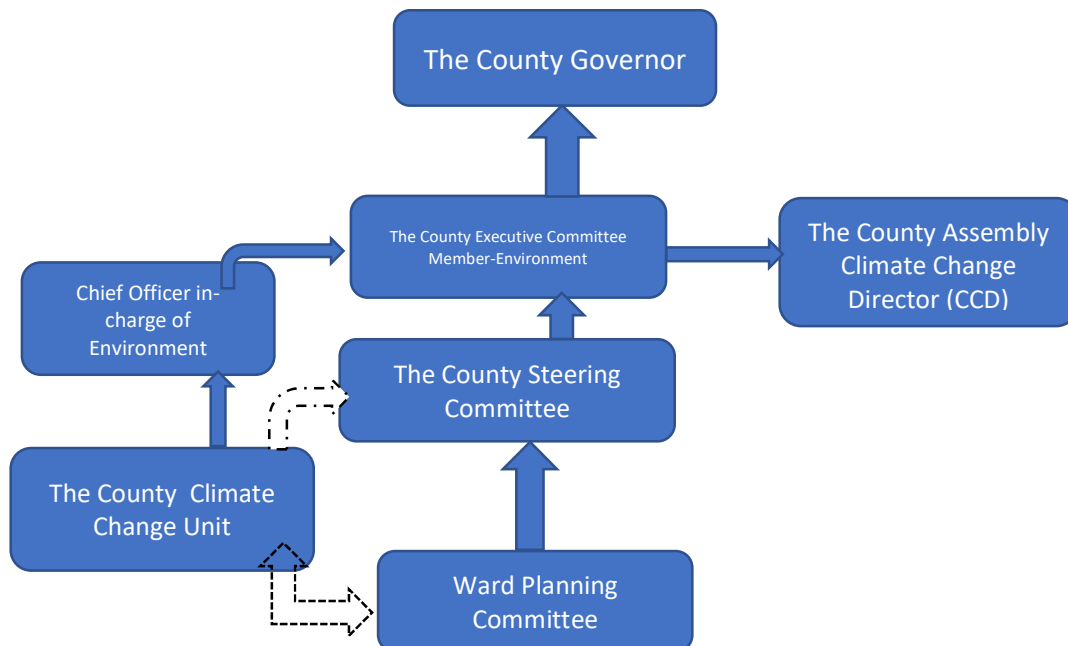 The County Governor
The County Executive Committee
Member-Environment
The County Assembly
Climate Change
Director (CCD)
Chief Officer in-
charge of
Environment
The County Steering
Committee
The County  Climate
Change Unit
Ward Planning
Committee